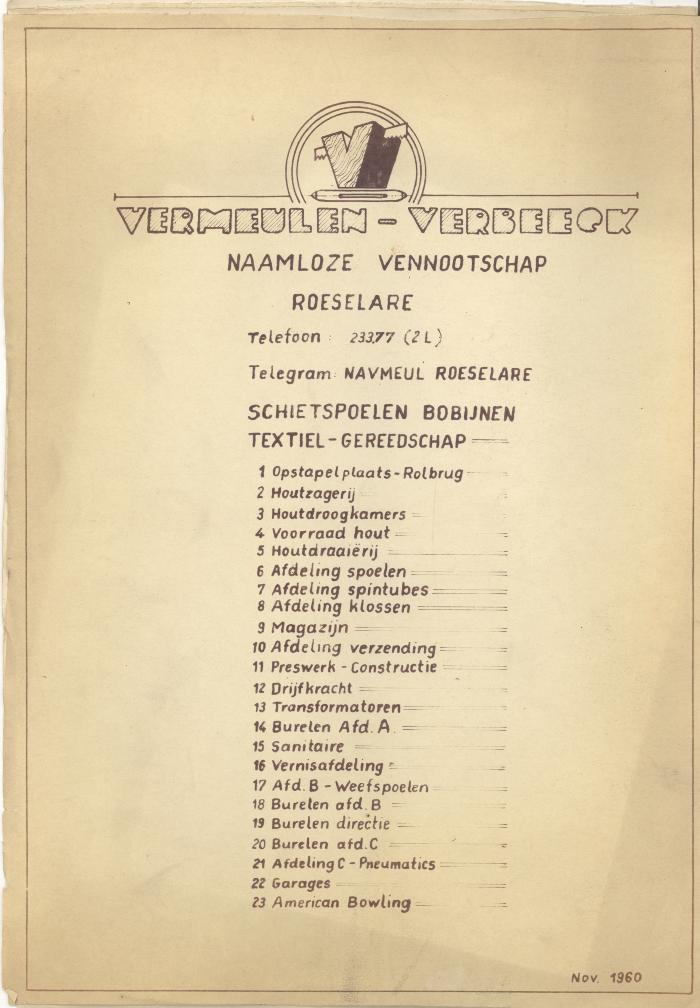 VERMEULEN - VERBEECK
NAAMLOZE VENNOOTSCHAP
ROESELARE
Telefoon : 233.77 (2 L)
Telegram: NAVMEUL ROESELARE
SCHIETSPOELEN BOBIJNEN
TEXTIEL-GEREEDSCHAP
1 Opstapelplaats-Rolbrug
2 Houtzagerij
3 Houtdroogkamers
4 Voorraad hout
5 Houtdraaiërij
6 Afdeling spoelen
7 Afdeling spintubes
8 Afdeling klossen
9 Magazijn
10 Afdeling verzending
11 Preswerk - Constructie
12 Drijfkracht
13 Transformatoren
14 Burelen Afd. A
15 Sanitaire
16 Vernisafdeling
17 Afd. B - Weefspoelen
18 Burelen afd. B
19 Burelen directie
20 Burelen afd. C
21 Afdeling C - Pneumatics
22 Garages
23 American Bowling
Nov. 1960